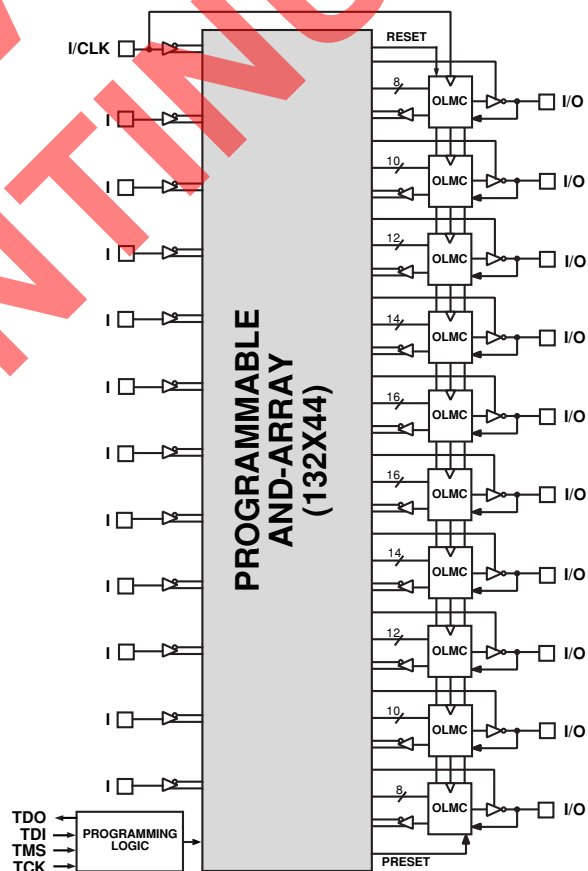 RESET
I/CLK
8
OLMC
I/O
I
10
OLMC
I/O
I
12
OLMC
I/O
I
14
OLMC
I/O
I
16
OLMC
I/O
I
PROGRAMMABLE
AND-ARRAY
(132X44)
16
OLMC
I/O
I
14
OLMC
I/O
I
12
OLMC
I/O
I
10
OLMC
I/O
I
8
OLMC
I/O
I
I
PRESET
TDO
TDI
TMS
TCK
PROGRAMMING
LOGIC
NTINU